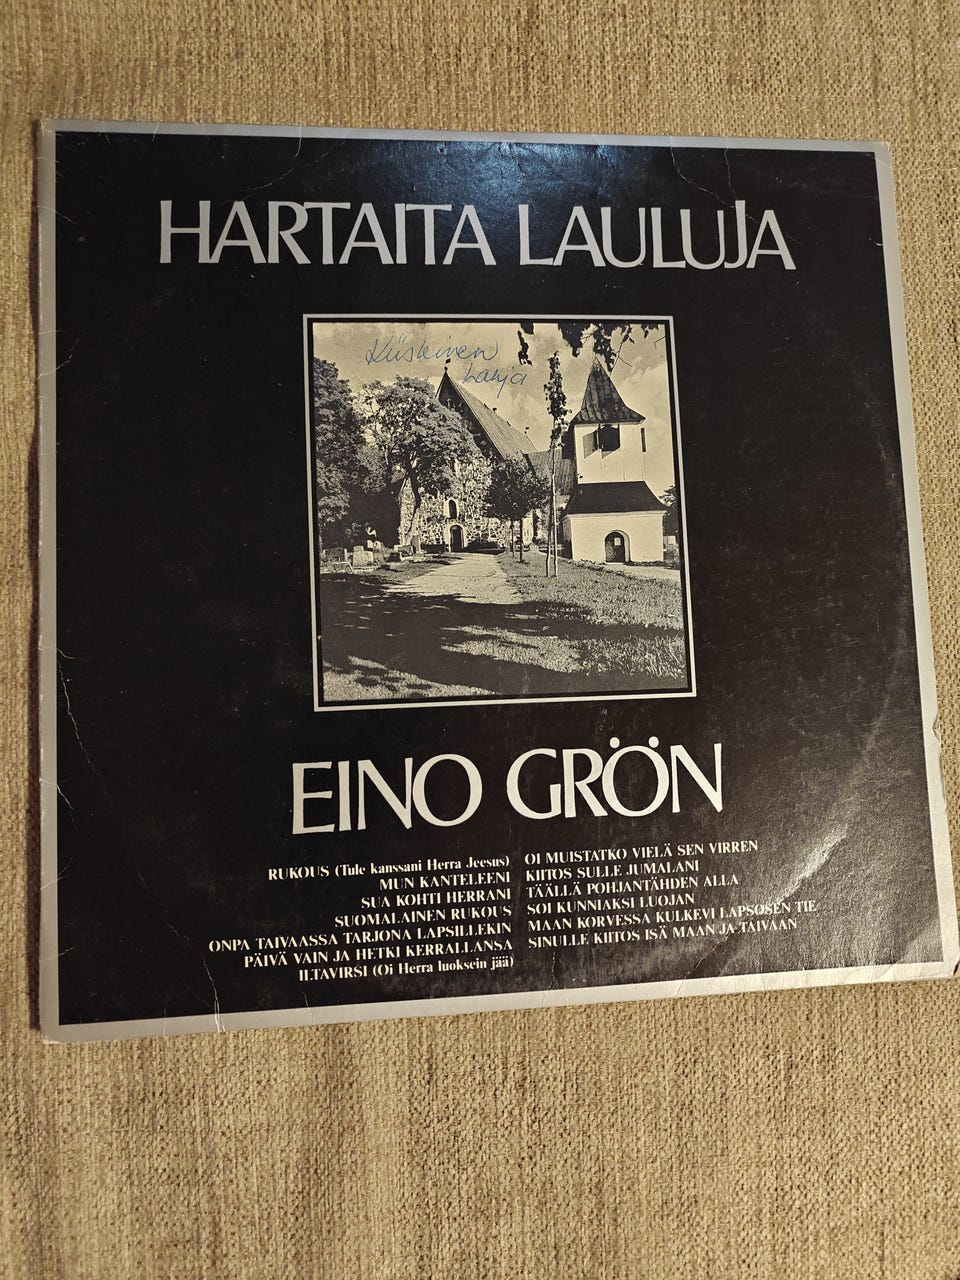 HARTAITA LAULUJA
Kiiskinen
EINO GRÖN
RUKOUS (Tule kanssani Herra Jeesus)
MUN KANTELEENI
SUA KOHTI HERRANI
SUOMALAINEN RUKOUS
ONPA TAIVAASSA TARJONA LAPSILLEKIN
PÄIVÄ VAIN JA HETKI KERRALLANSA
ILTAVIRSI (Oi Herra luoksein jää)
OI MUISTATKO VIELÄ SEN VIRREN
KIITOS SULLE JUMALANI
TÄÄLLÄ POHJANTÄHDEN ALLA
SOI KUNNIAKSI LUOJAN
MAAN KORVESSA KULKEVI LAPSOSEN TIE
SINULLE KIITOS ISÄ MAAN JA TAIVAAN